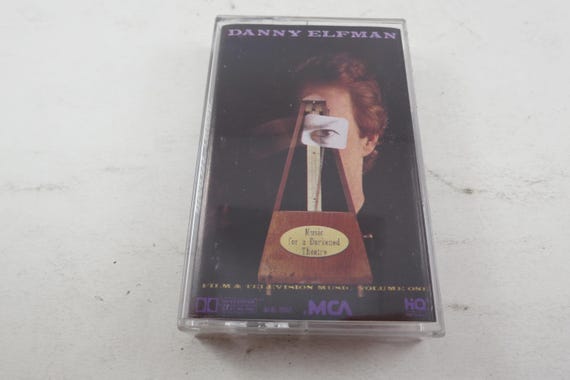 DANNY ELFMAN
Music
for a Darkened
Theatre
FILM & TELEVISION MUSIC VOLUME ONE
MCA
HQ